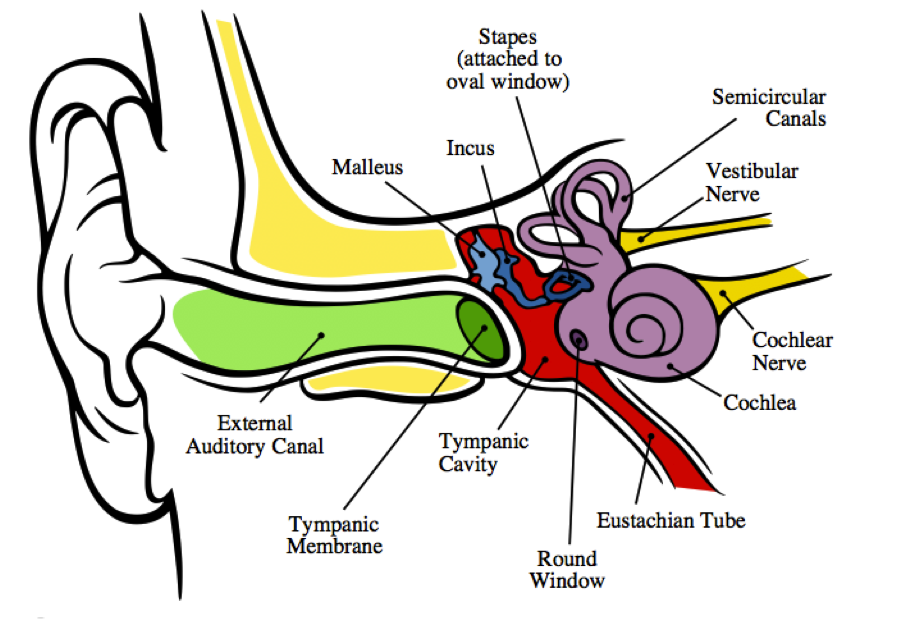 Stapes
(attached to
oval window)
Semicircular
Canals
Incus
Malleus
Vestibular
Nerve
Cochlear
Nerve
Cochlea
External
Auditory Canal
Tympanic
Cavity
Tympanic
Membrane
Eustachian Tube
Round
Window